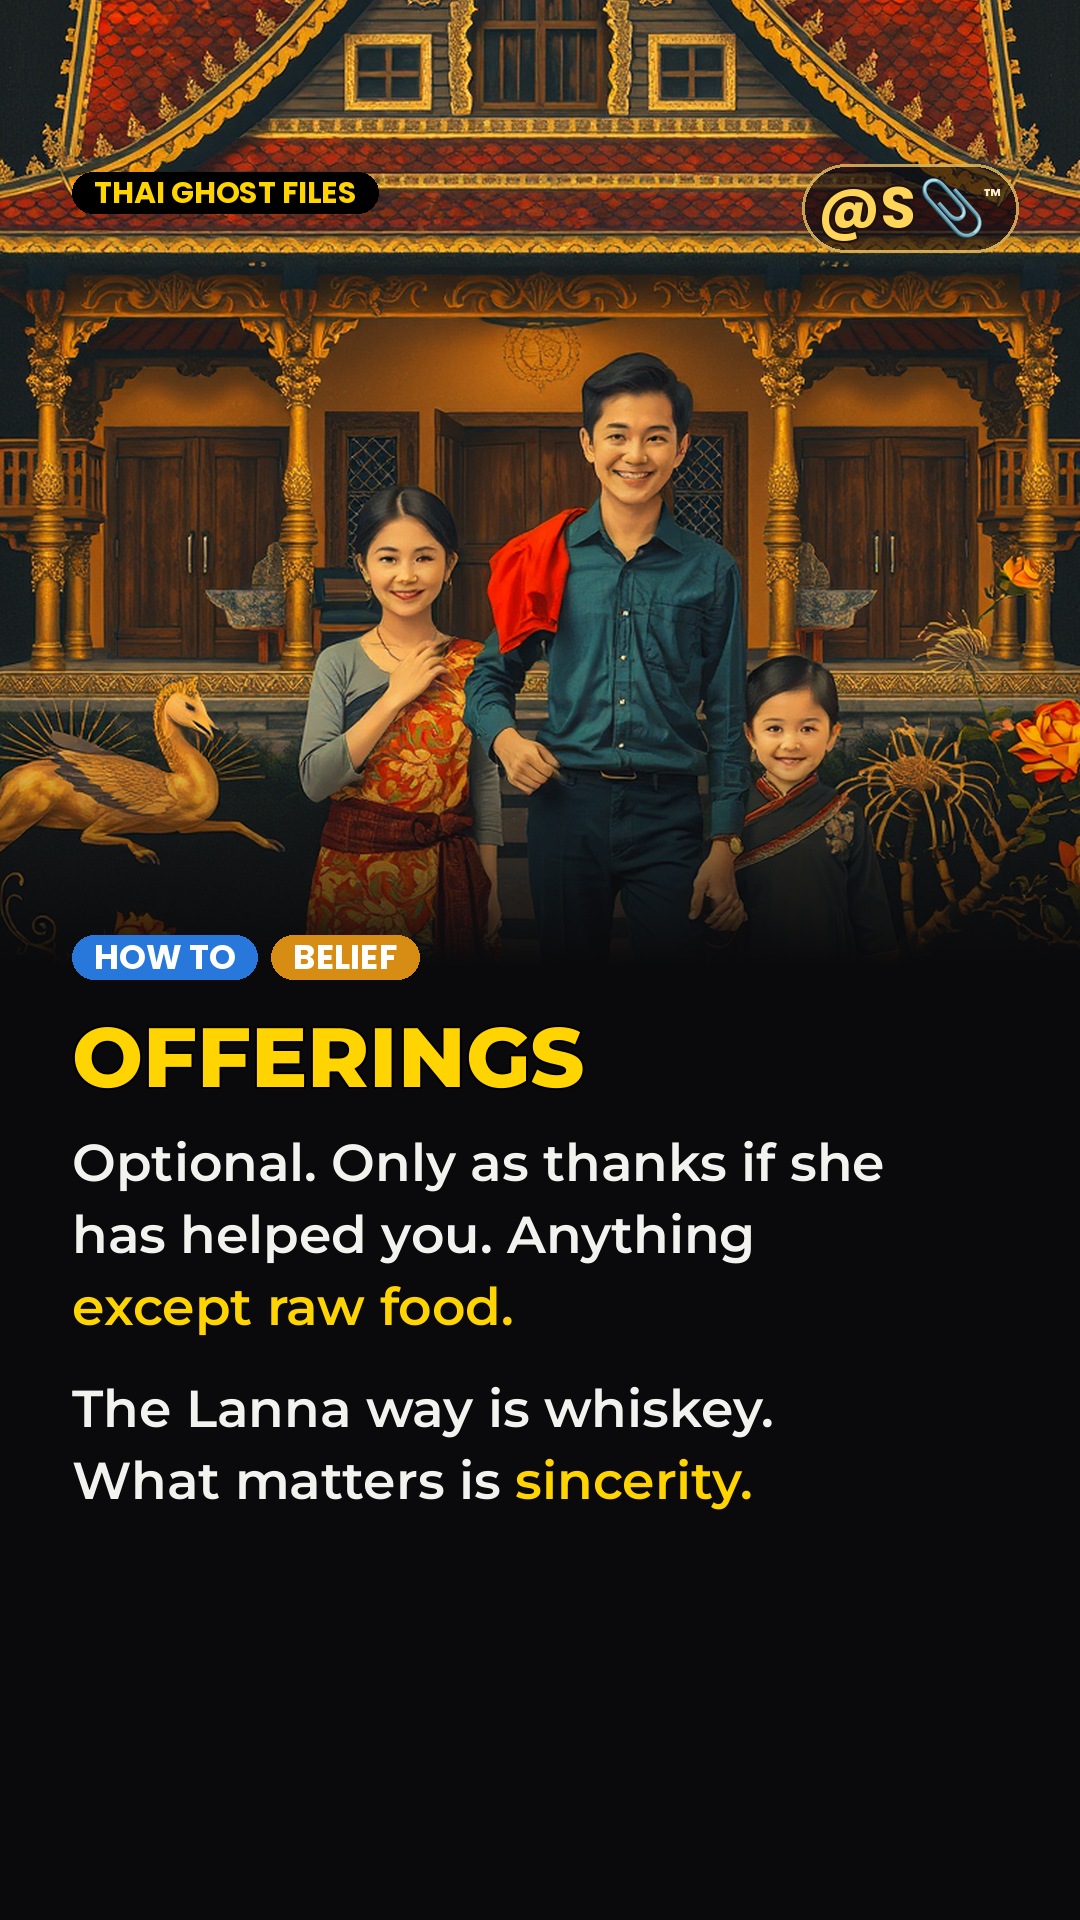 THAI GHOST FILES
@S📎™
HOW TO
BELIEF
OFFERINGS
Optional. Only as thanks if she
has helped you. Anything
except raw food.
The Lanna way is whiskey.
What matters is sincerity.